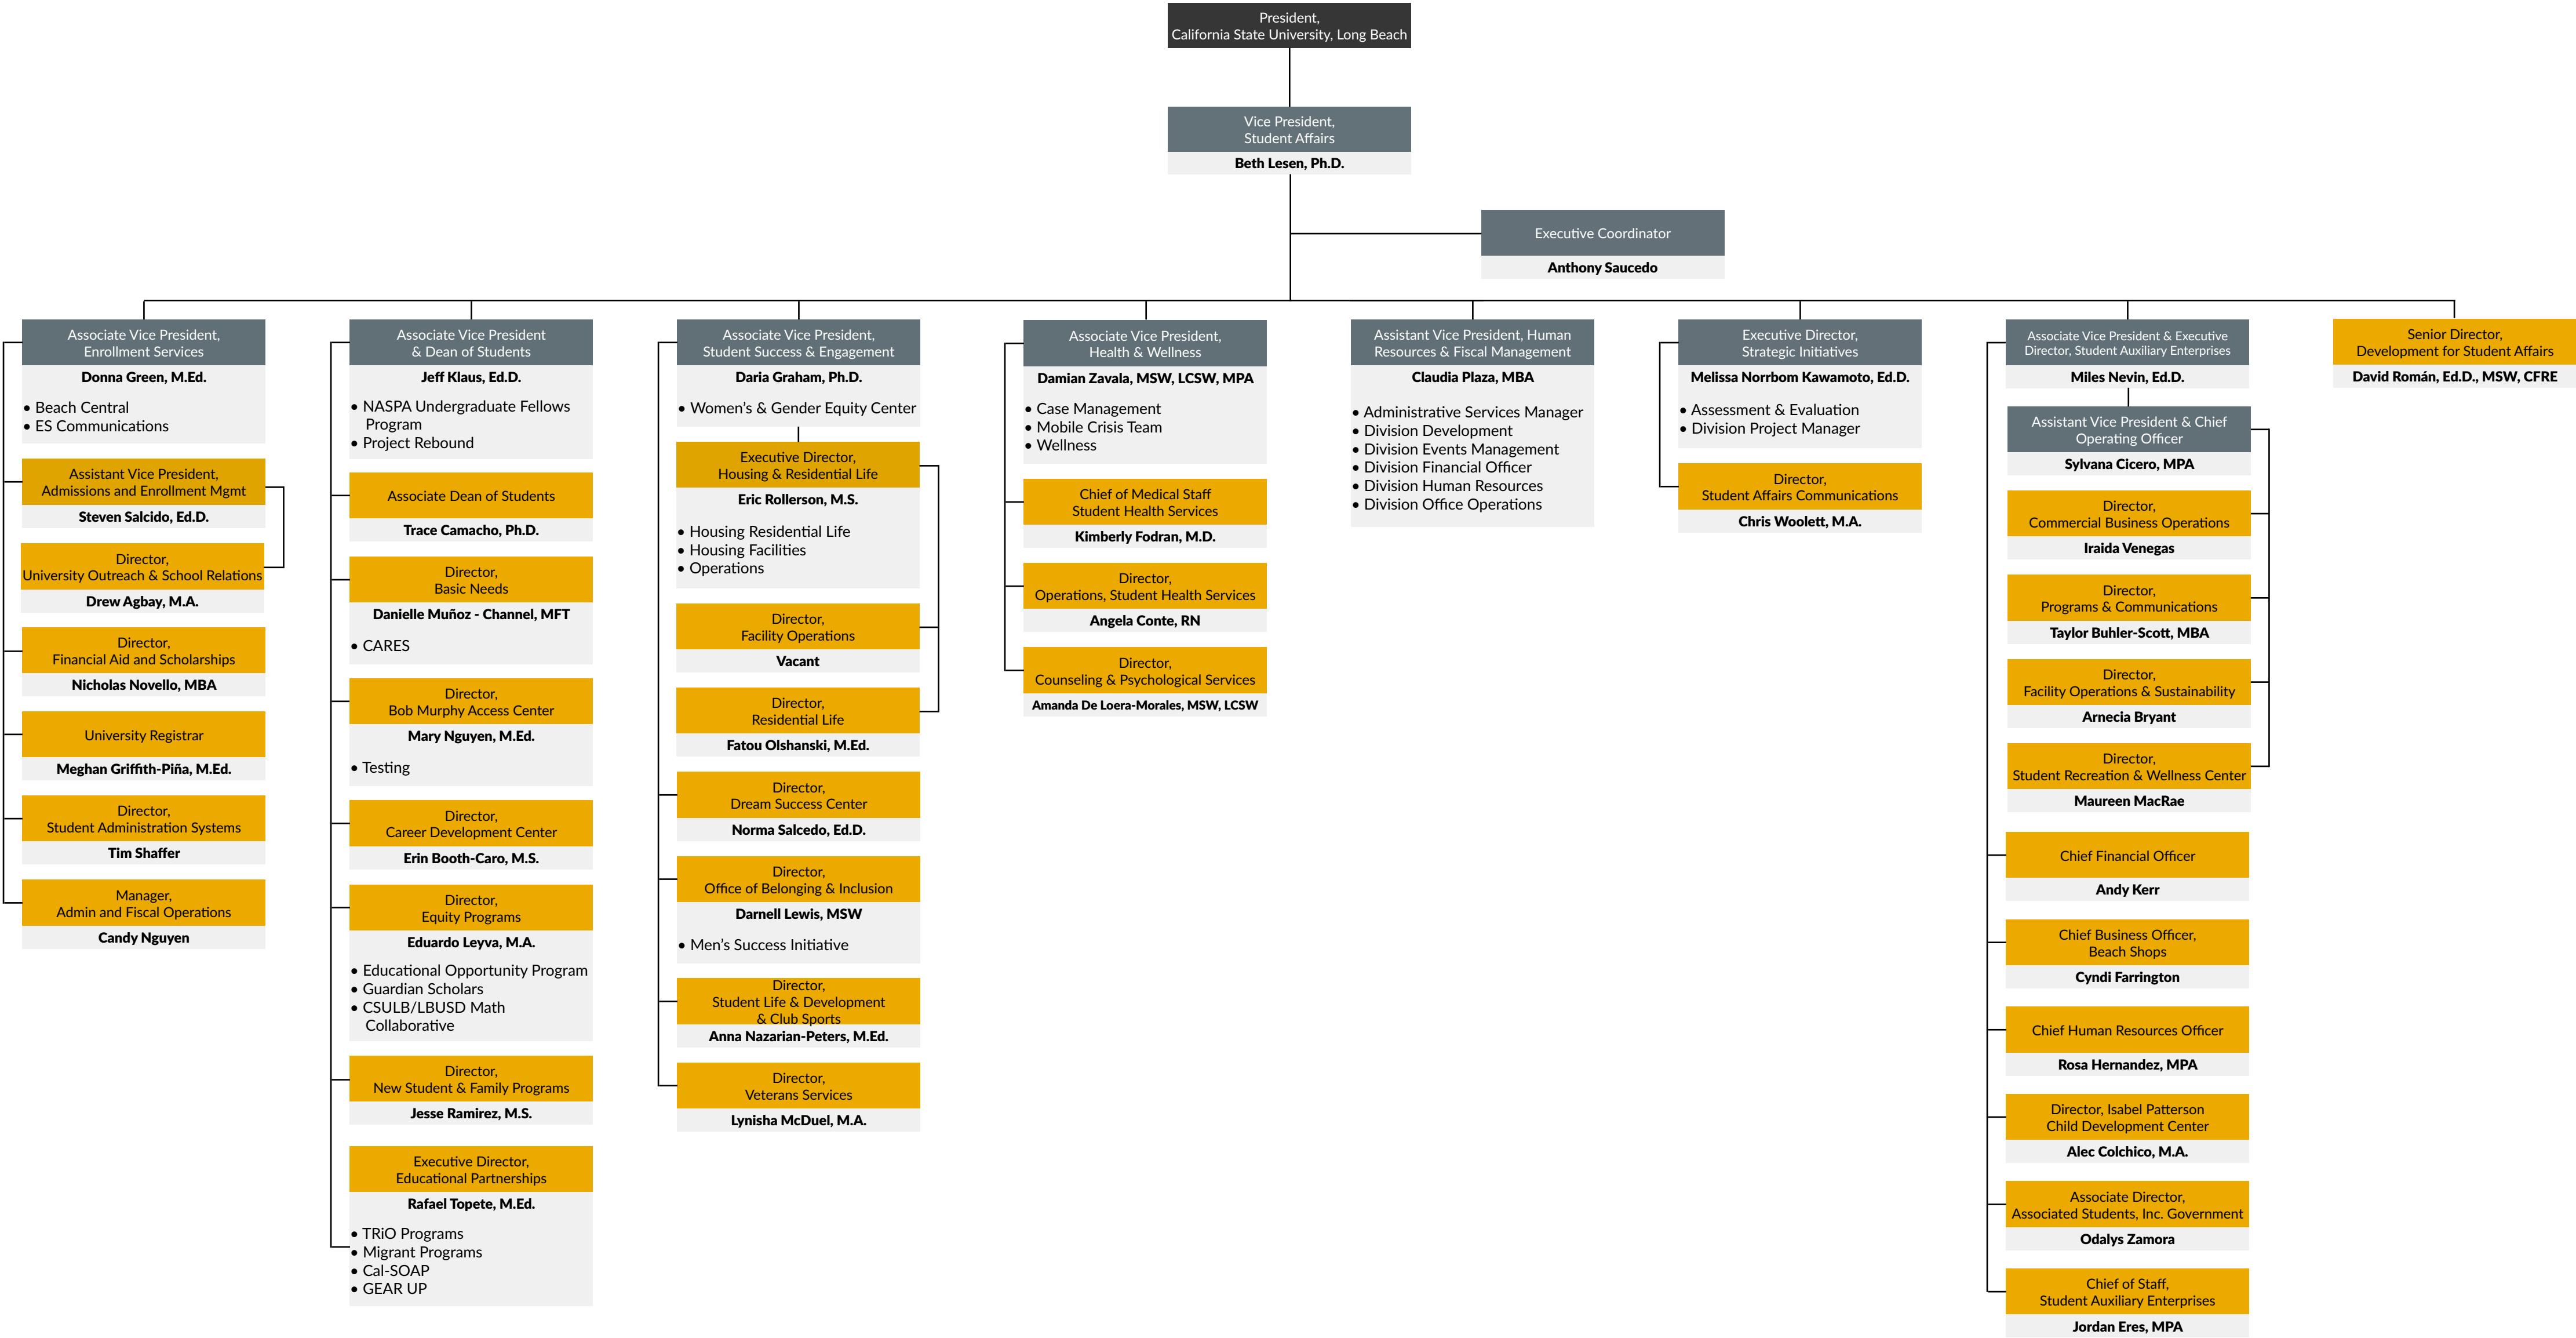 President,
California State University, Long Beach
Vice President,
Student Affairs
Beth Lesen, Ph.D.
Executive Coordinator
Anthony Saucedo
Associate Vice President,
Enrollment Services
Donna Green, M.Ed.
• Beach Central
• ES Communications
Assistant Vice President,
Admissions and Enrollment Mgmt
Steven Salcido, Ed.D.
Director,
University Outreach & School Relations
Drew Agbay, M.A.
Director,
Financial Aid and Scholarships
Nicholas Novello, MBA
University Registrar
Meghan Griffith-Piña, M.Ed.
Director,
Student Administration Systems
Tim Shaffer
Manager,
Admin and Fiscal Operations
Candy Nguyen
Associate Vice President
& Dean of Students
Jeff Klaus, Ed.D.
• NASPA Undergraduate Fellows
Program
• Project Rebound
Associate Dean of Students
Trace Camacho, Ph.D.
Director,
Basic Needs
Danielle Muñoz - Channel, MFT
• CARES
Director,
Bob Murphy Access Center
Mary Nguyen, M.Ed.
• Testing
Director,
Career Development Center
Erin Booth-Caro, M.S.
Director,
Equity Programs
Eduardo Leyva, M.A.
• Educational Opportunity Program
• Guardian Scholars
• CSULB/LBUSD Math
Collaborative
Director,
New Student & Family Programs
Jesse Ramirez, M.S.
Executive Director,
Educational Partnerships
Rafael Topete, M.Ed.
• TRiO Programs
• Migrant Programs
• Cal-SOAP
• GEAR UP
Associate Vice President,
Student Success & Engagement
Daria Graham, Ph.D.
• Women's & Gender Equity Center
Executive Director,
Housing & Residential Life
Eric Rollerson, M.S.
• Housing Residential Life
• Housing Facilities
• Operations
Director,
Facility Operations
Vacant
Director,
Residential Life
Fatou Olshanski, M.Ed.
Director,
Dream Success Center
Norma Salcedo, Ed.D.
Director,
Office of Belonging & Inclusion
Darnell Lewis, MSW
• Men's Success Initiative
Director,
Student Life & Development
& Club Sports
Anna Nazarian-Peters, M.Ed.
Director,
Veterans Services
Lynisha McDuel, M.A.
Associate Vice President,
Health & Wellness
Damian Zavala, MSW, LCSW, MPA
• Case Management
• Mobile Crisis Team
• Wellness
Chief of Medical Staff
Student Health Services
Kimberly Fodran, M.D.
Director,
Operations, Student Health Services
Angela Conte, RN
Director,
Counseling & Psychological Services
Amanda De Loera-Morales, MSW, LCSW
Assistant Vice President, Human
Resources & Fiscal Management
Claudia Plaza, MBA
• Administrative Services Manager
• Division Development
• Division Events Management
• Division Financial Officer
• Division Human Resources
• Division Office Operations
Executive Director,
Strategic Initiatives
Melissa Norrbom Kawamoto, Ed.D.
• Assessment & Evaluation
• Division Project Manager
Director,
Student Affairs Communications
Chris Woolett, M.A.
Associate Vice President & Executive
Director, Student Auxiliary Enterprises
Miles Nevin, Ed.D.
Assistant Vice President & Chief
Operating Officer
Sylvana Cicero, MPA
Director,
Commercial Business Operations
Iraida Venegas
Director,
Programs & Communications
Taylor Buhler-Scott, MBA
Director,
Facility Operations & Sustainability
Arnecia Bryant
Director,
Student Recreation & Wellness Center
Maureen MacRae
Chief Financial Officer
Andy Kerr
Chief Business Officer,
Beach Shops
Cyndi Farrington
Chief Human Resources Officer
Rosa Hernandez, MPA
Director, Isabel Patterson
Child Development Center
Alec Colchico, M.A.
Associate Director,
Associated Students, Inc. Government
Odalys Zamora
Chief of Staff,
Student Auxiliary Enterprises
Jordan Eres, MPA
Senior Director,
Development for Student Affairs
David Román, Ed.D., MSW, CFRE